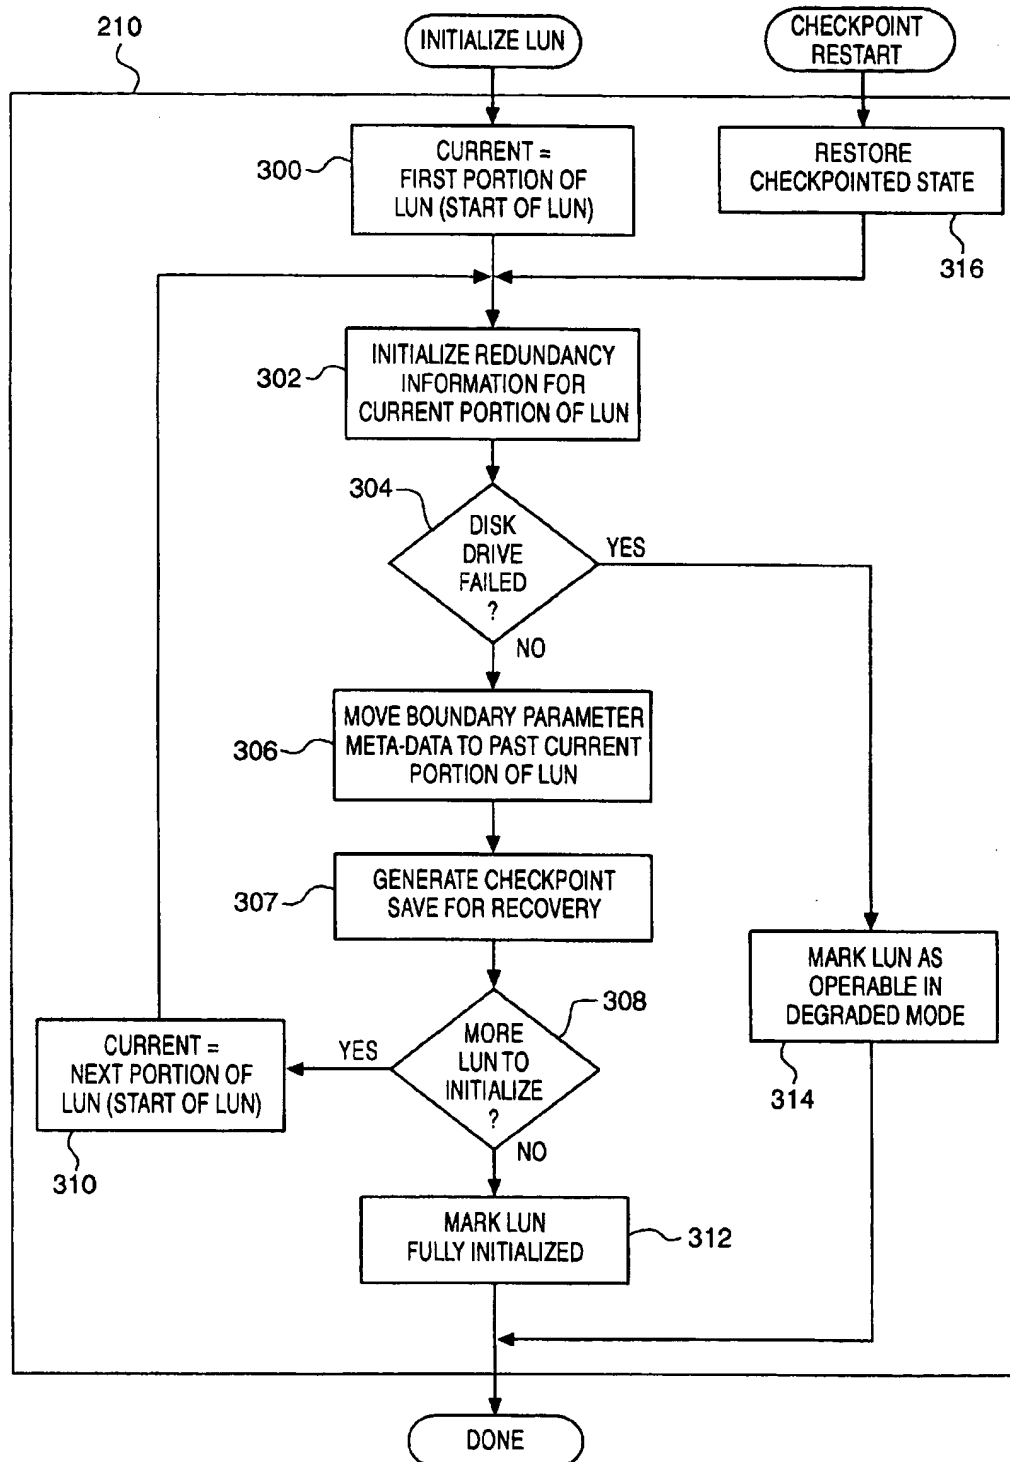 210
INITIALIZE LUN
CHECKPOINT
RESTART
300
CURRENT =
FIRST PORTION OF
LUN (START OF LUN)
RESTORE
CHECKPOINTED STATE
316
302
INITIALIZE REDUNDANCY
INFORMATION FOR
CURRENT PORTION OF LUN
304
DISK
DRIVE
FAILED
?
YES
NO
306
MOVE BOUNDARY PARAMETER
META-DATA TO PAST CURRENT
PORTION OF LUN
307
GENERATE CHECKPOINT
SAVE FOR RECOVERY
MARK LUN AS
OPERABLE IN
DEGRADED MODE
314
308
MORE
LUN TO
INITIALIZE
?
YES
NO
CURRENT =
NEXT PORTION OF
LUN (START OF LUN)
310
MARK LUN
FULLY INITIALIZED
312
DONE